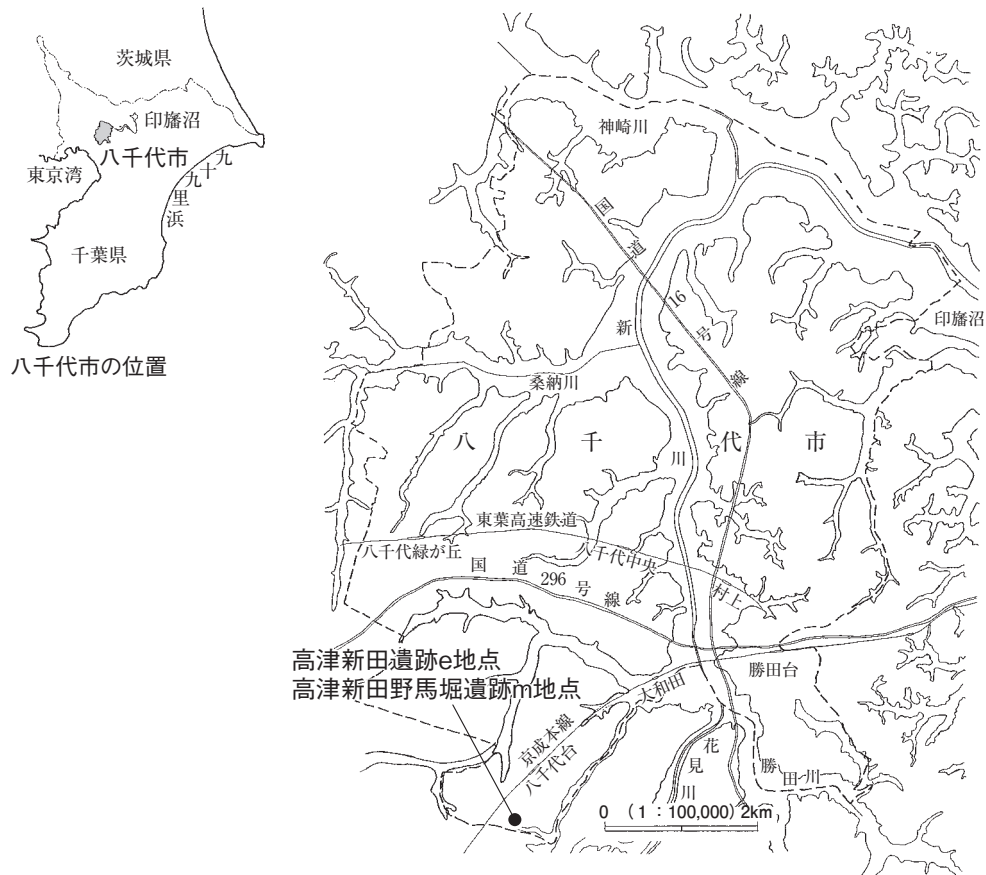 茨城県
印旛沼
八千代市
東京湾
九十九里浜
千葉県
八千代市の位置
神崎川
国道16号線
新川
印旛沼
桑納川
八千代市
東葉高速鉄道
八千代緑が丘
八千代中央
村上
国道296号線
高津新田遺跡e地点
高津新田野馬堀遺跡m地点
勝田台
大和田
京成本線
八千代台
花見川
勝田川
0 (1:100,000) 2km